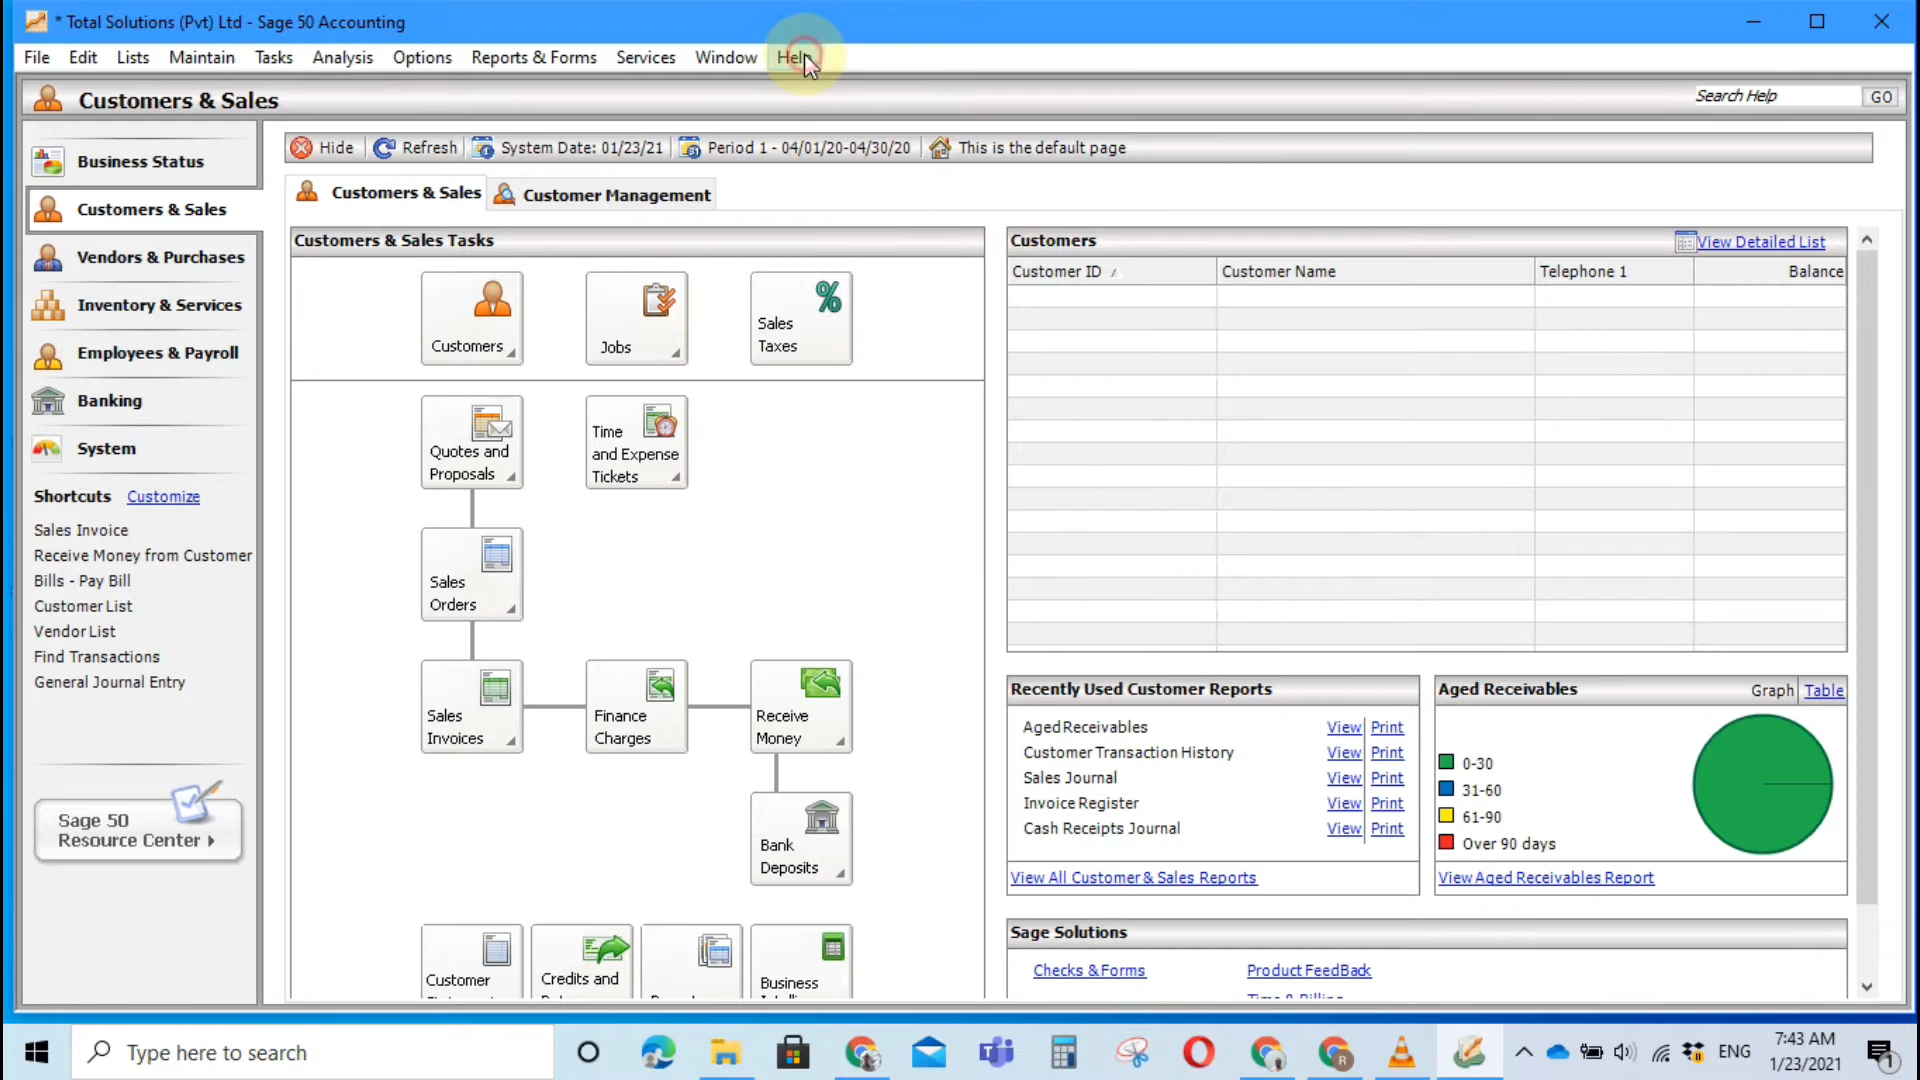 * Total Solutions (Pvt) Ltd - Sage 50 Accounting
File Edit Lists Maintain Tasks Analysis Options Reports & Forms Services Window Help
Customers & Sales
Search Help GO
Business Status
Customers & Sales
Vendors & Purchases
Inventory & Services
Employees & Payroll
Banking
System
Shortcuts Customize
Sales Invoice
Receive Money from Customer
Bills - Pay Bill
Customer List
Vendor List
Find Transactions
General Journal Entry
Sage 50
Resource Center
Hide Refresh System Date: 01/23/21 Period 1 - 04/01/20-04/30/20 This is the default page
Customers & Sales Customer Management
Customers & Sales Tasks
Customers
Jobs
Sales
Taxes
Quotes and
Proposals
Time
and Expense
Tickets
Sales
Orders
Sales
Invoices
Finance
Charges
Receive
Money
Bank
Deposits
Customer
Credits and
Business
Customers View Detailed List
Customer ID Customer Name Telephone 1 Balance
Recently Used Customer Reports
Aged Receivables View Print
Customer Transaction History View Print
Sales Journal View Print
Invoice Register View Print
Cash Receipts Journal View Print
View All Customer & Sales Reports
Aged Receivables Graph Table
0-30
31-60
61-90
Over 90 days
View Aged Receivables Report
Sage Solutions
Checks & Forms Product FeedBack
Time & Billing
Type here to search
ENG
7:43 AM
1/23/2021
1